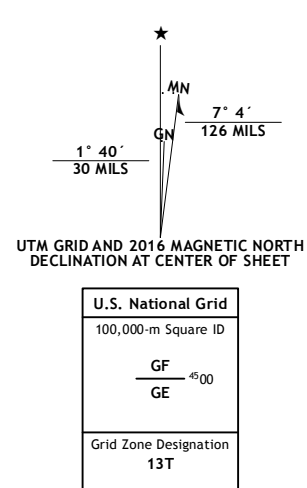 ★
MN
GN
7° 4´
126 MILS
1° 40´
30 MILS
UTM GRID AND 2016 MAGNETIC NORTH
DECLINATION AT CENTER OF SHEET
U.S. National Grid
100,000-m Square ID
GF
4500
GE
Grid Zone Designation
13T